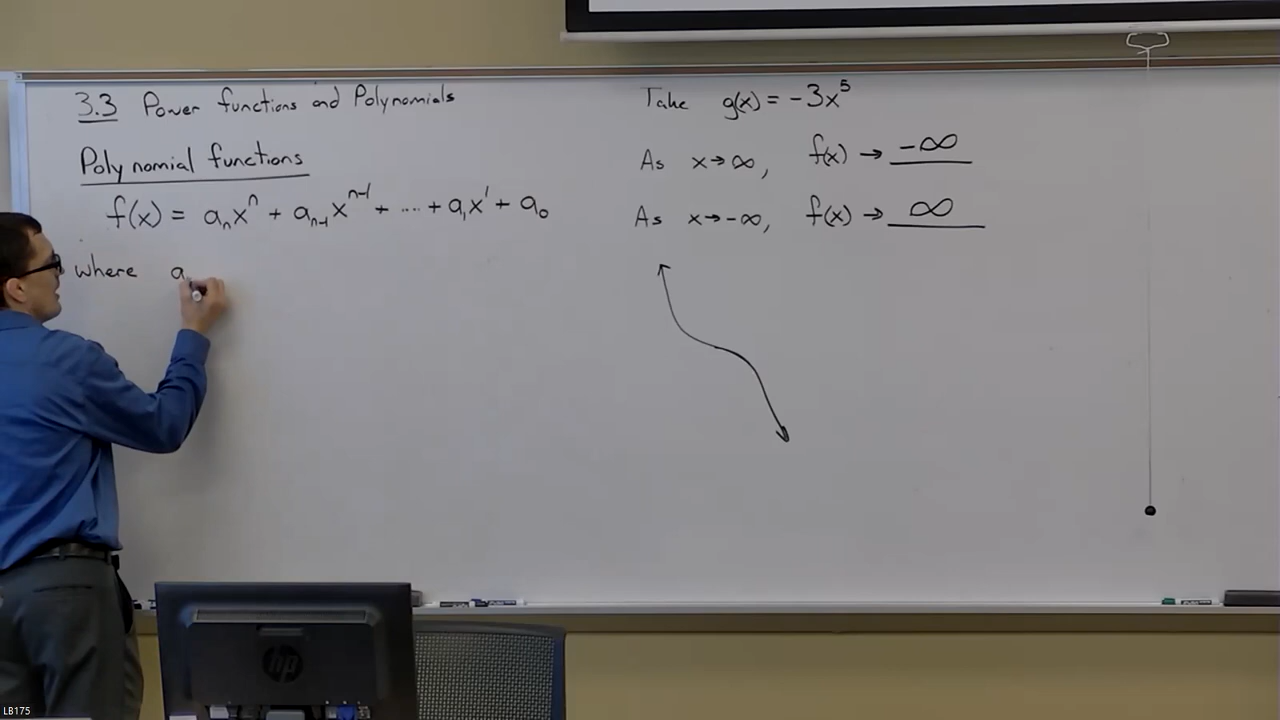 3.3 Power functions and Polynomials
Polynomial functions
f(x) = aₙxⁿ + aₙ₋₁xⁿ⁻¹ + ... + a₁x¹ + a₀
where a
Take g(x) = -3x⁵
As x→∞, f(x) → -∞
As x→-∞, f(x) → ∞
hp
LB175